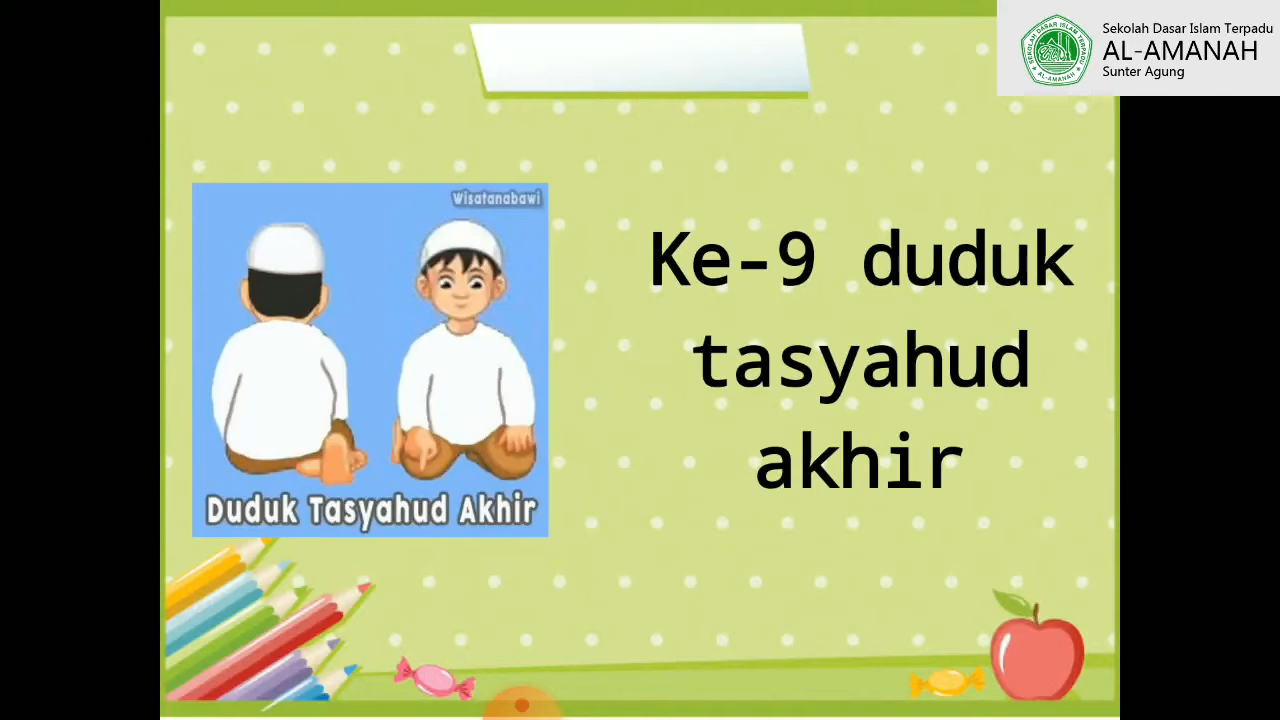 Sekolah Dasar Islam Terpadu
AL-AMANAH
Sunter Agung
Wisatanabawi
Duduk Tasyahud Akhir
Ke-9 duduk
tasyahud
akhir